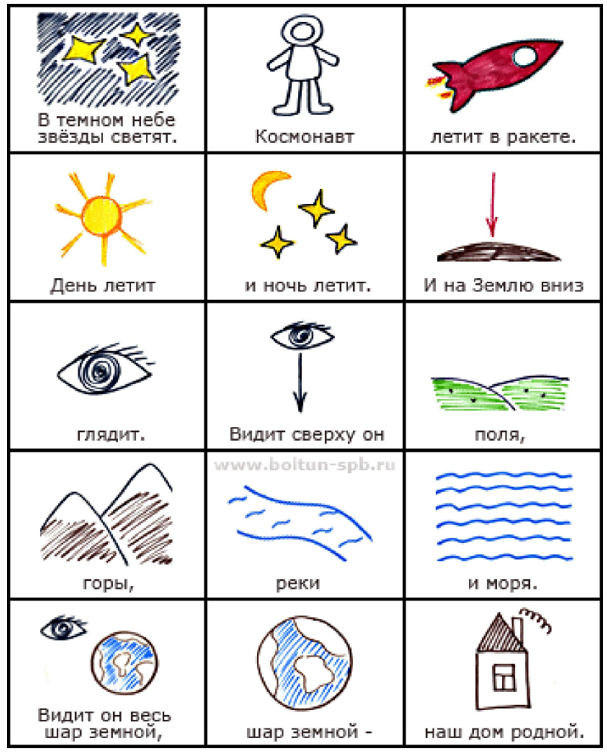 В темном небе
звёзды светят.
Космонавт
летит в ракете.
День летит
и ночь летит.
И на Землю вниз
глядит.
Видит сверху он
поля,
www.boltun-spb.ru
горы,
реки
и моря.
Видит он весь
шар земной,
шар земной -
наш дом родной.